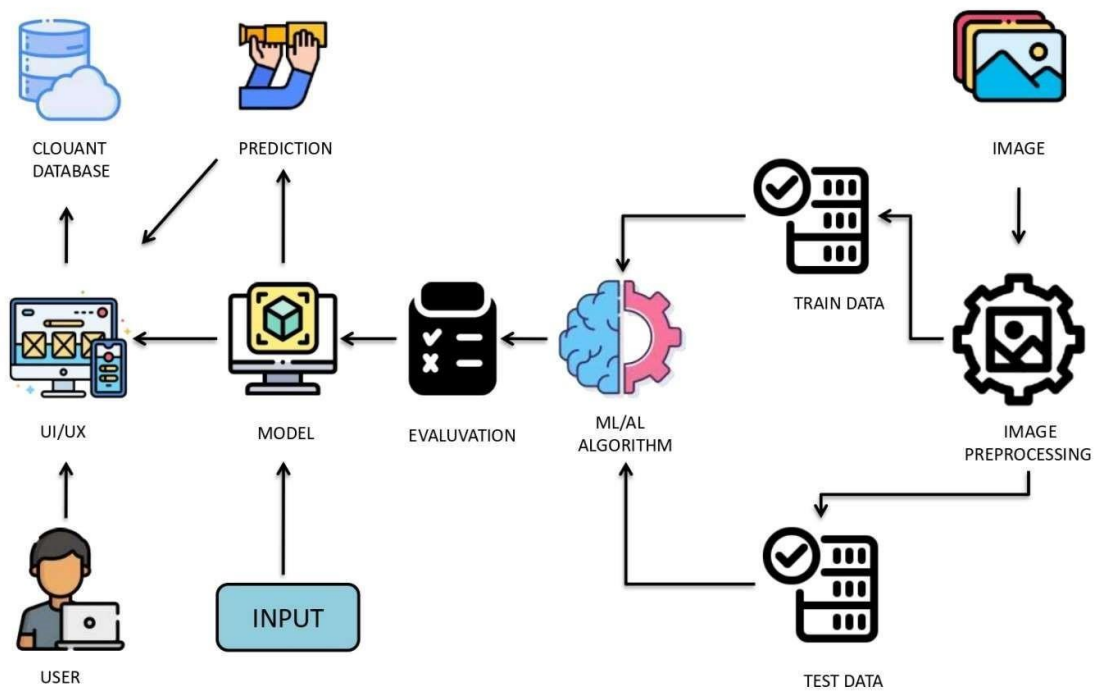 CLOUANT
DATABASE
PREDICTION
IMAGE
TRAIN DATA
UI/UX
MODEL
EVALUVATION
ML/AL
ALGORITHM
IMAGE
PREPROCESSING
INPUT
USER
TEST DATA